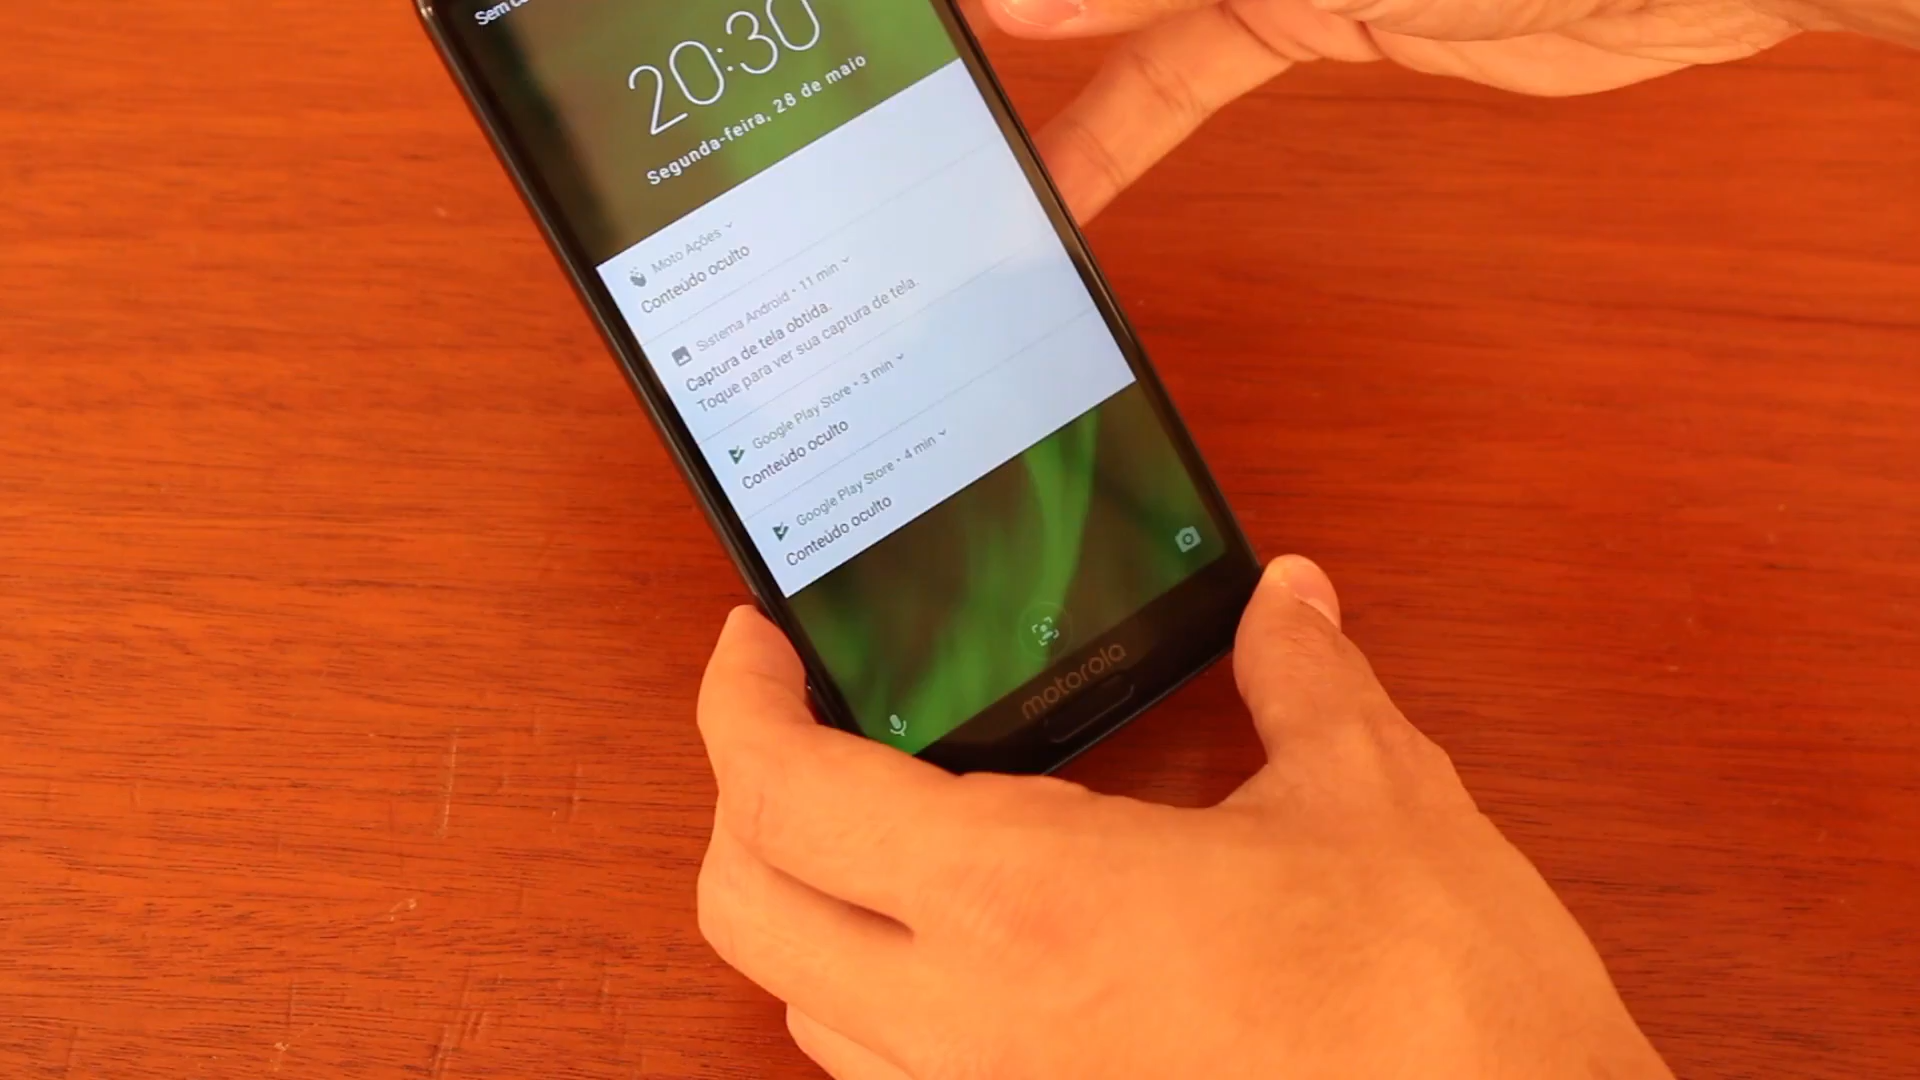 Sem
20:30
Segunda-feira, 28 de maio
Moto Ações
Conteúdo oculto
Sistema Android • 11 min
Captura de tela obtida.
Toque para ver sua captura de tela.
Google Play Store • 3 min
Conteúdo oculto
Google Play Store • 4 min
Conteúdo oculto
motorola